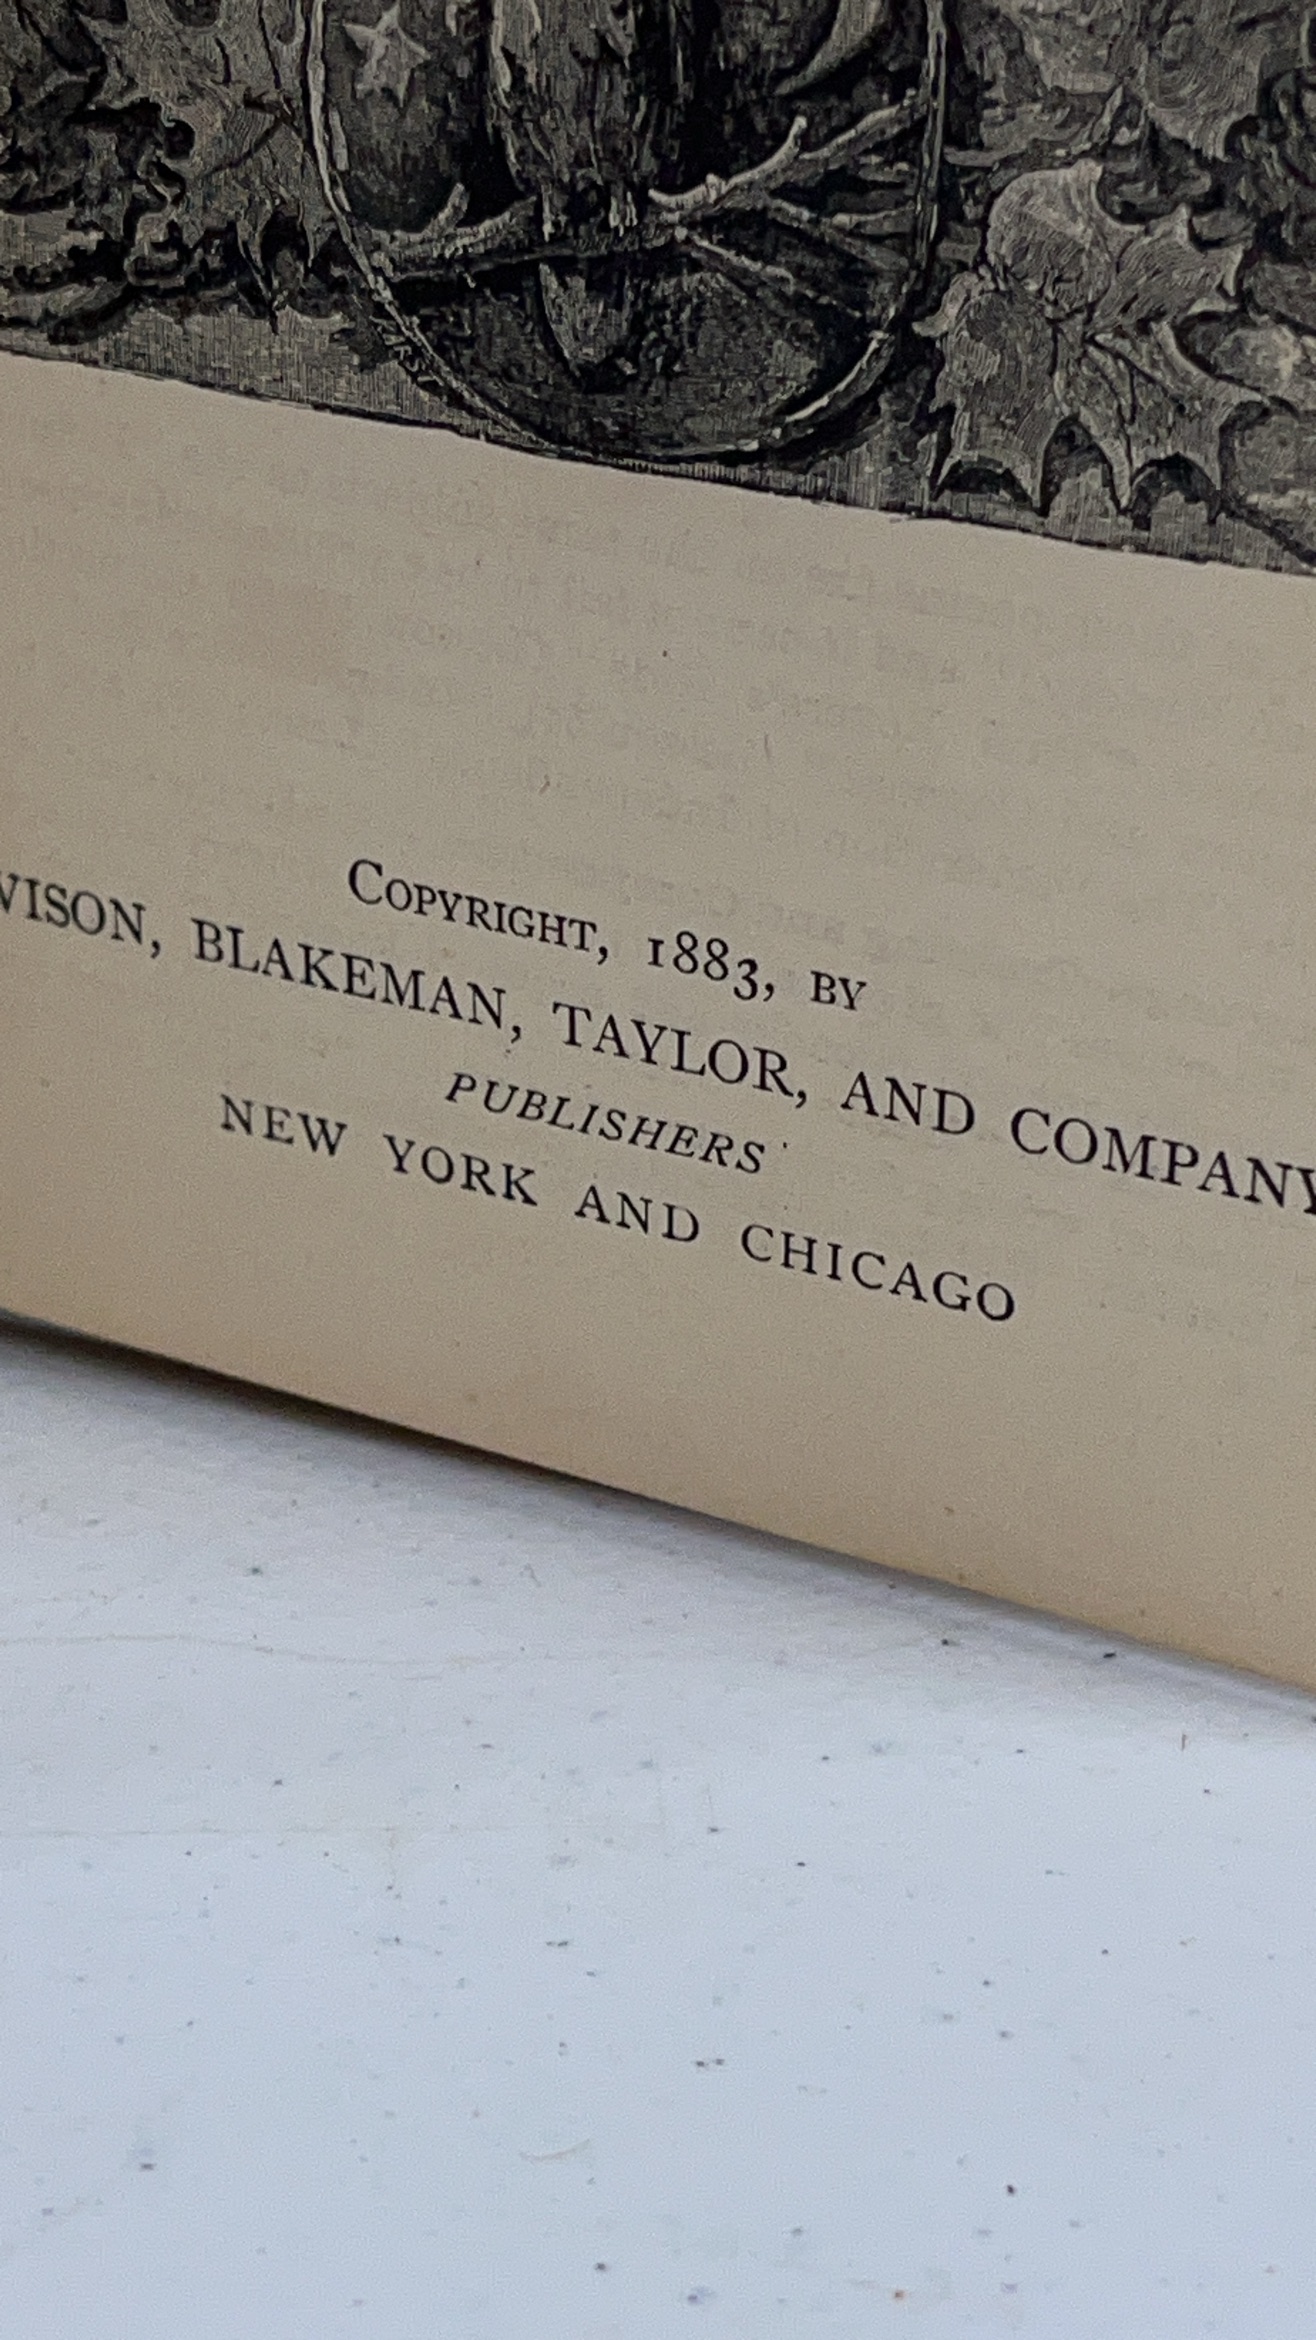 Copyright, 1883, by
VISON, BLAKEMAN, TAYLOR, AND COMPANY
PUBLISHERS
NEW YORK AND CHICAGO